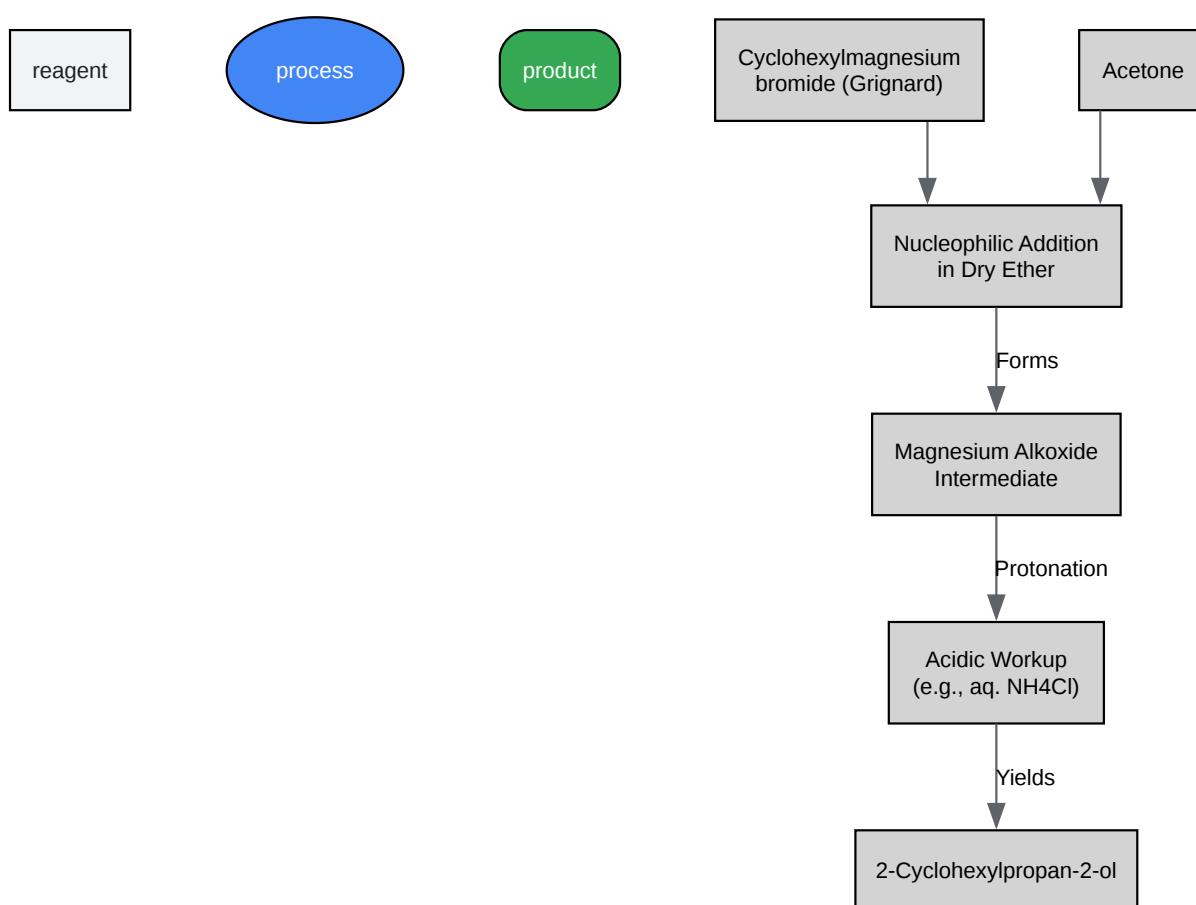 reagent
process
product
Cyclohexylmagnesium
bromide (Grignard)
Acetone
Nucleophilic Addition
in Dry Ether
Forms
Magnesium Alkoxide
Intermediate
Protonation
Acidic Workup
(e.g., aq. NH4Cl)
Yields
2-Cyclohexylpropan-2-ol